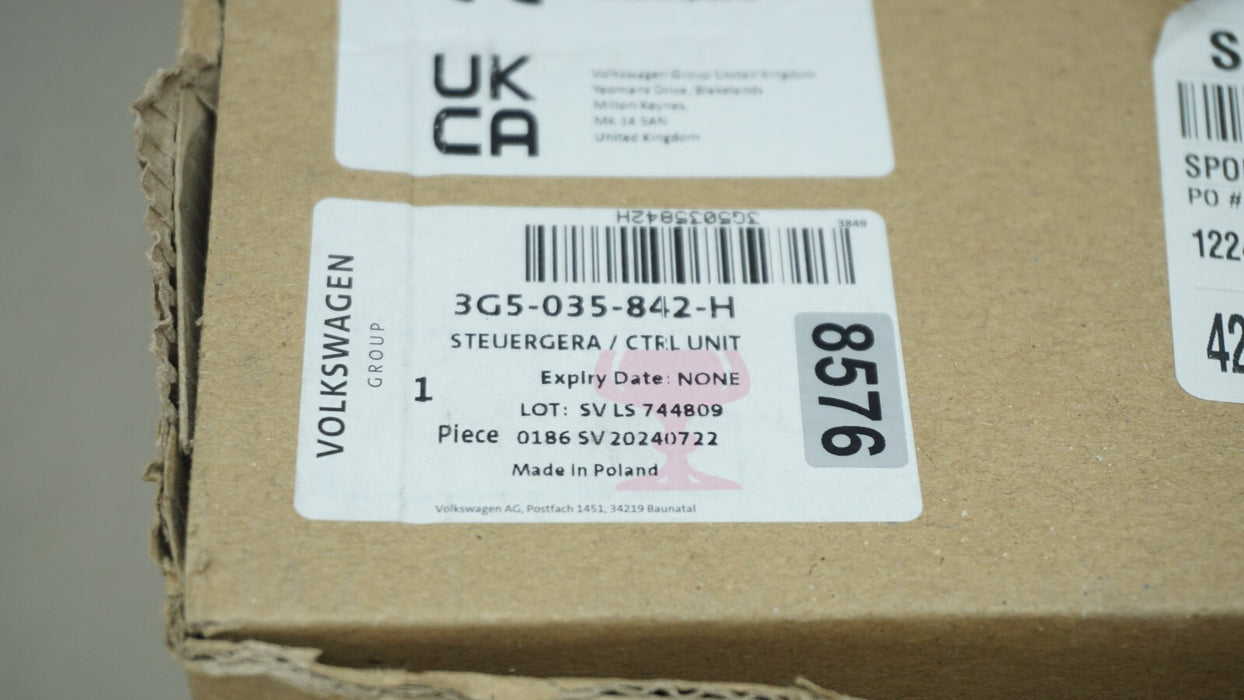 UK
CA
Volkswagen Group United Kingdom
Yeomans Drive, Blakelands
Milton Keynes,
MK 14 5AN
United Kingdom
3G5035842H
3849
3G5-035-842-H
STEUERGERA / CTRL UNIT
Expiry Date: NONE
1
LOT: SV LS 744809
Piece 0186 SV 20240722
Made in Poland
Volkswagen AG, Postfach 1451, 34219 Baunatal
VOLKSWAGEN
GROUP
8576
S
SPO
PO #
122
42